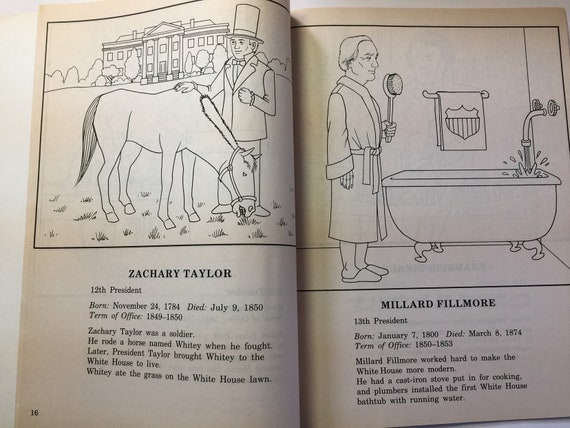 ZACHARY TAYLOR
12th President
Born: November 24, 1784 Died: July 9, 1850
Term of Office: 1849-1850
Zachary Taylor was a soldier.
He rode a horse named Whitey when he fought.
Later, President Taylor brought Whitey to the
White House to live.
Whitey ate the grass on the White House lawn.
16
MILLARD FILLMORE
13th President
Born: January 7, 1800 Died: March 8, 1874
Term of Office: 1850–1853
Millard Fillmore worked hard to make the
White House more modern.
He had a cast-iron stove put in for cooking,
and plumbers installed the first White House
bathtub with running water.